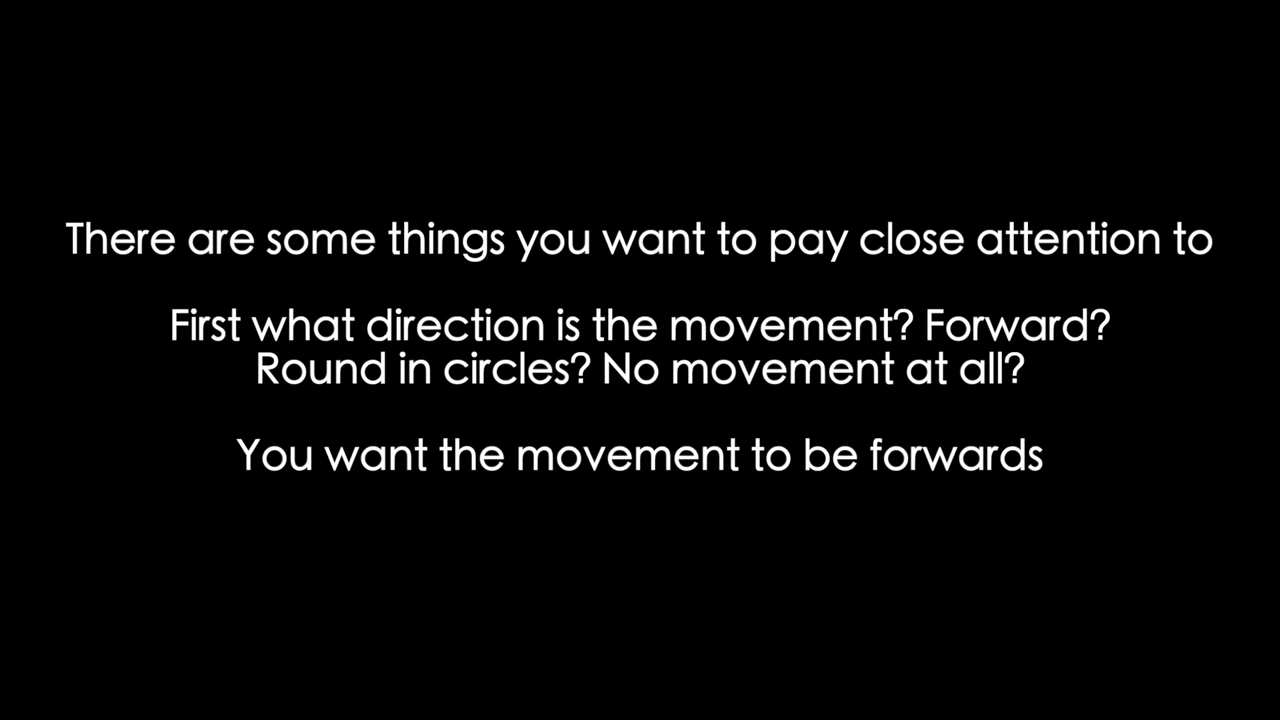 There are some things you want to pay close attention to
First what direction is the movement? Forward?
Round in circles? No movement at all?
You want the movement to be forwards